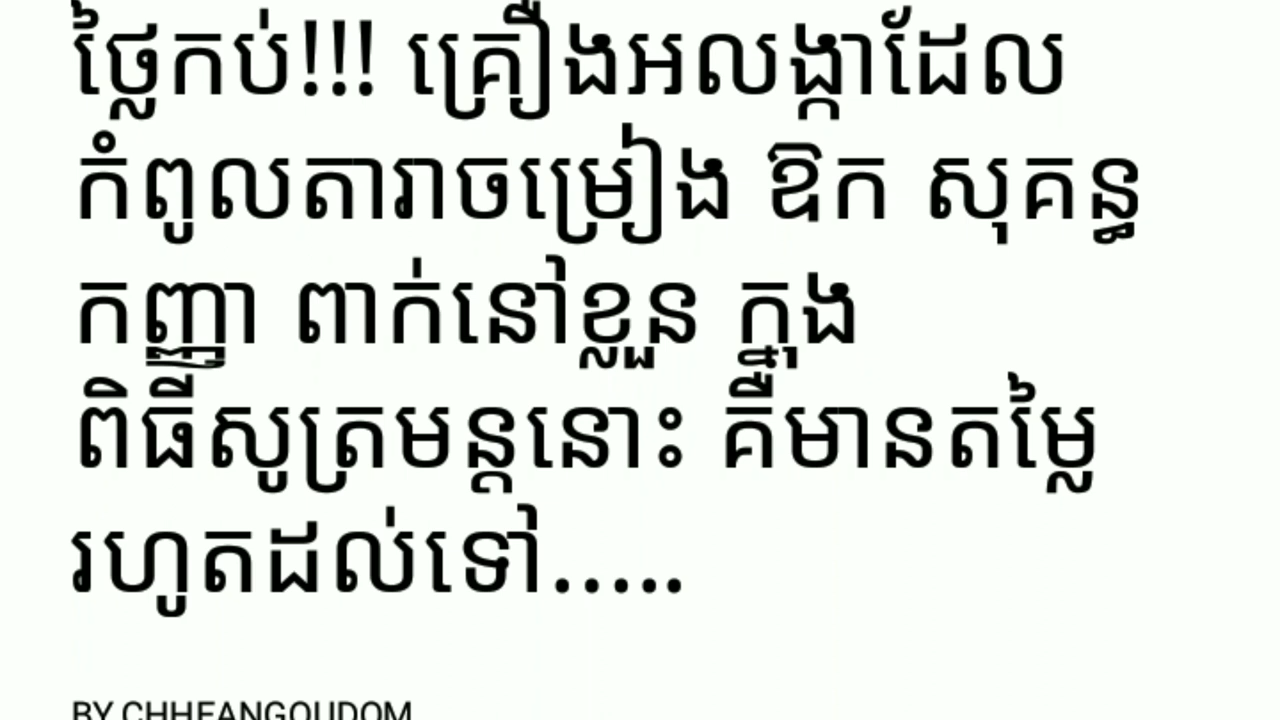 ថ្លៃកប់!!! គ្រឿងអលង្កាដែល
កំពូលតារាចម្រៀង ឱក សុគន្ធ
កញ្ញា ពាក់នៅខ្លួន ក្នុង
ពិធីសូត្រមន្តនោះ គឺមានតម្លៃ
រហូតដល់ទៅ.....
BY CHHEANGOUDOM